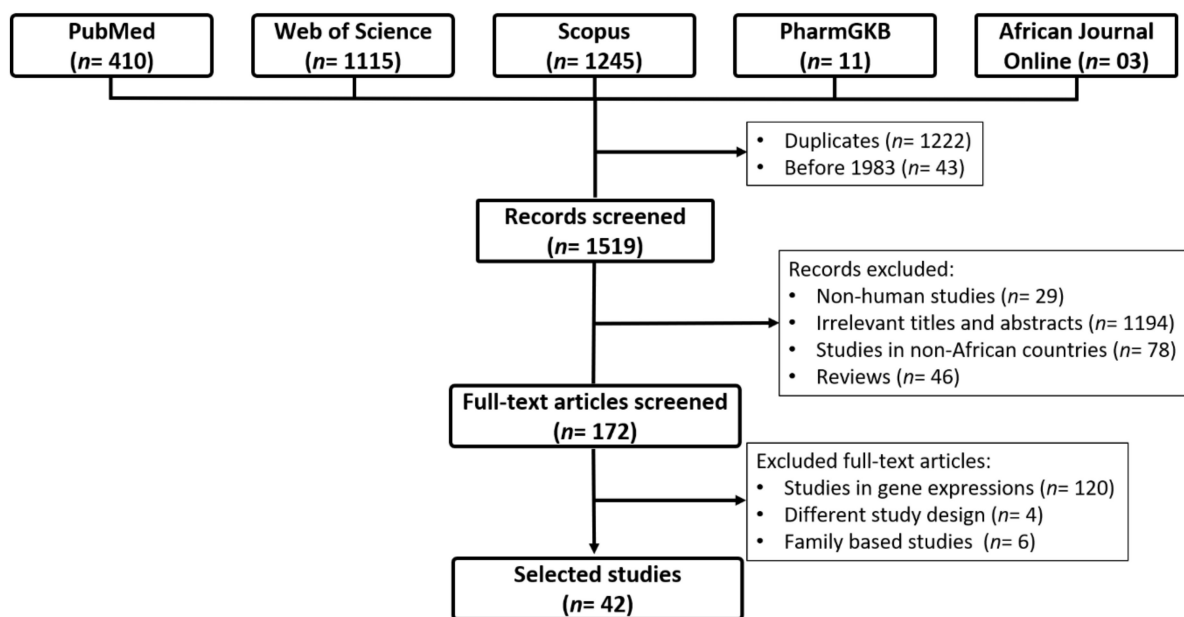 PubMed
(n= 410)
Web of Science
(n= 1115)
Scopus
(n= 1245)
PharmGKB
(n= 11)
African Journal
Online (n= 03)
• Duplicates (n= 1222)
• Before 1983 (n= 43)
Records screened
(n= 1519)
Records excluded:
• Non-human studies (n= 29)
• Irrelevant titles and abstracts (n= 1194)
• Studies in non-African countries (n= 78)
• Reviews (n= 46)
Full-text articles screened
(n= 172)
Excluded full-text articles:
• Studies in gene expressions (n= 120)
• Different study design (n= 4)
• Family based studies (n= 6)
Selected studies
(n= 42)